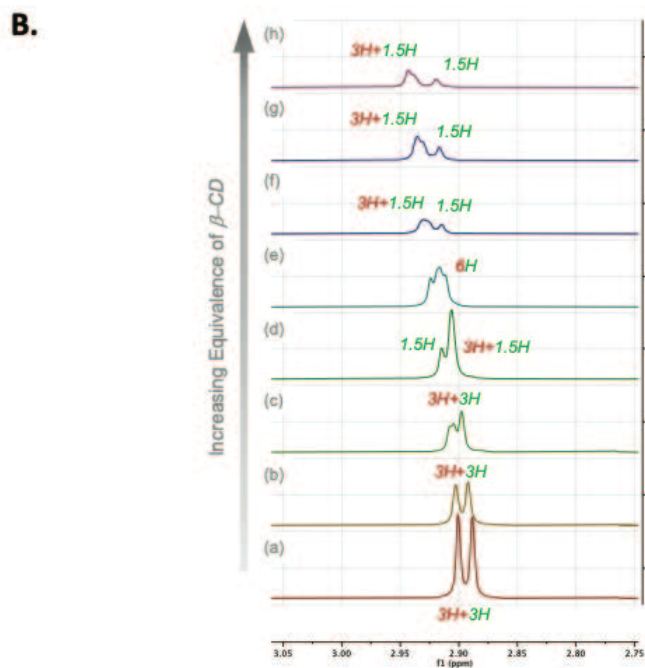 B.
Increasing Equivalence of β-CD
(h)
3H+1.5H
1.5H
(g)
3H+1.5H
1.5H
(f)
3H+1.5H
1.5H
(e)
6H
(d)
1.5H
3H+1.5H
(c)
3H+3H
(b)
3H+3H
(a)
3H+3H
3.05 3.00 2.95 2.90 2.85 2.80 2.75
f1 (ppm)